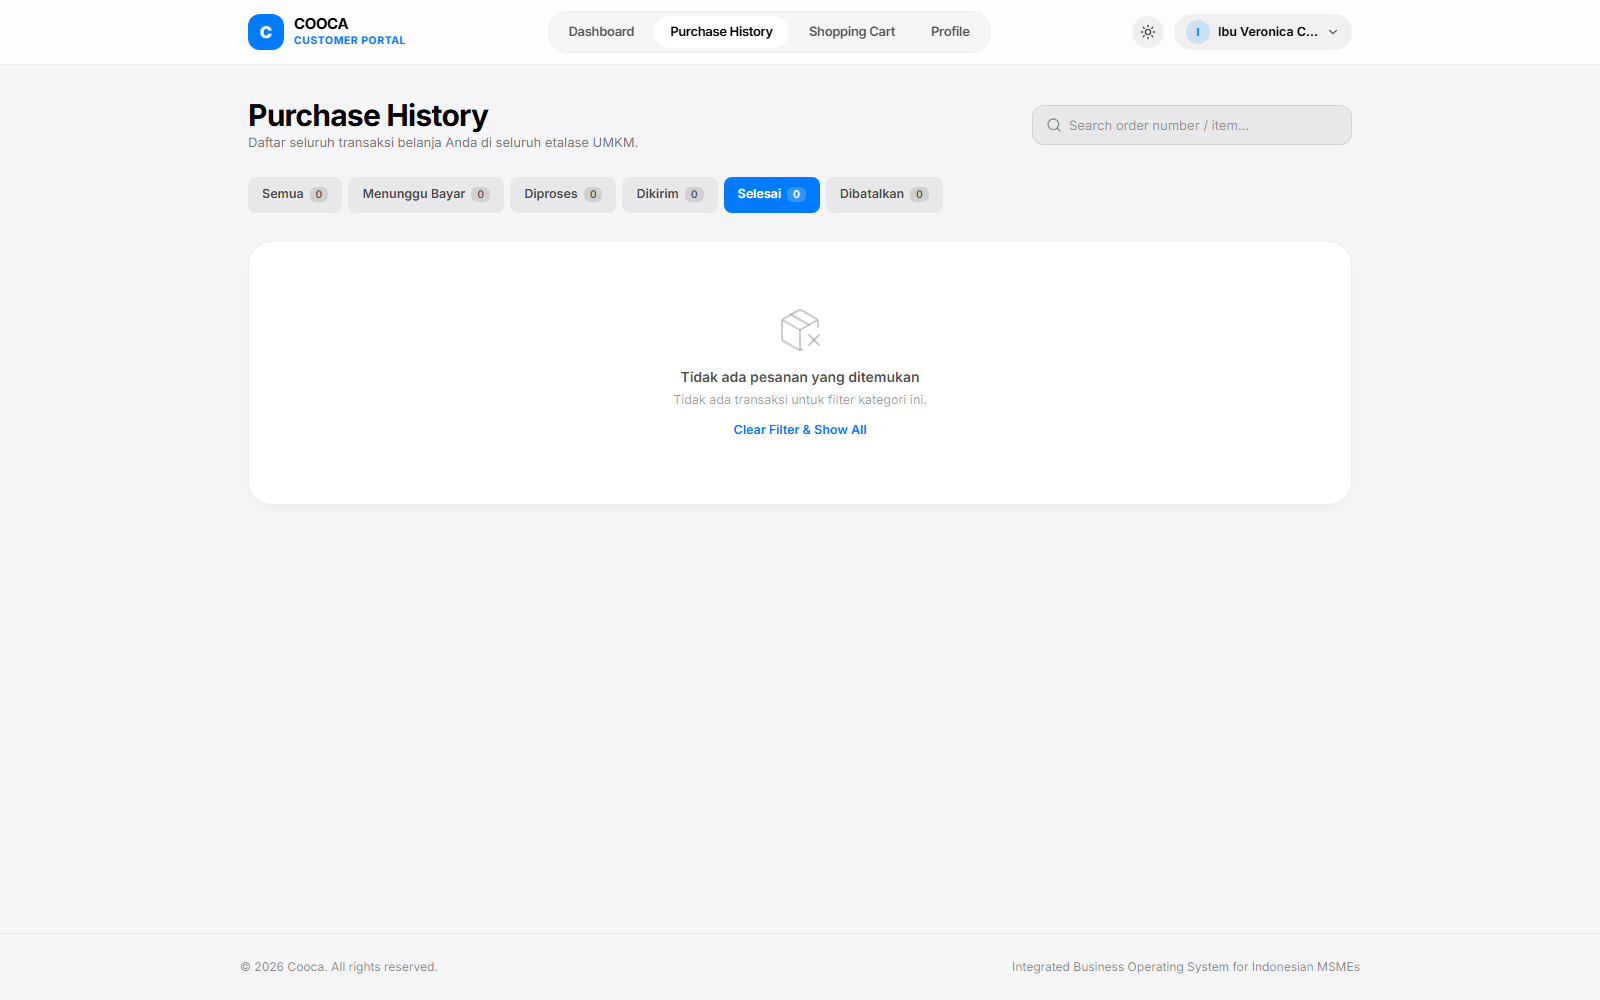 C
COOCA
CUSTOMER PORTAL
Dashboard
Purchase History
Shopping Cart
Profile
I
Ibu Veronica C...
Purchase History
Daftar seluruh transaksi belanja Anda di seluruh etalase UMKM.
Search order number / item...
Semua 0
Menunggu Bayar 0
Diproses 0
Dikirim 0
Selesai 0
Dibatalkan 0
Tidak ada pesanan yang ditemukan
Tidak ada transaksi untuk filter kategori ini.
Clear Filter & Show All
© 2026 Cooca. All rights reserved.
Integrated Business Operating System for Indonesian MSMEs